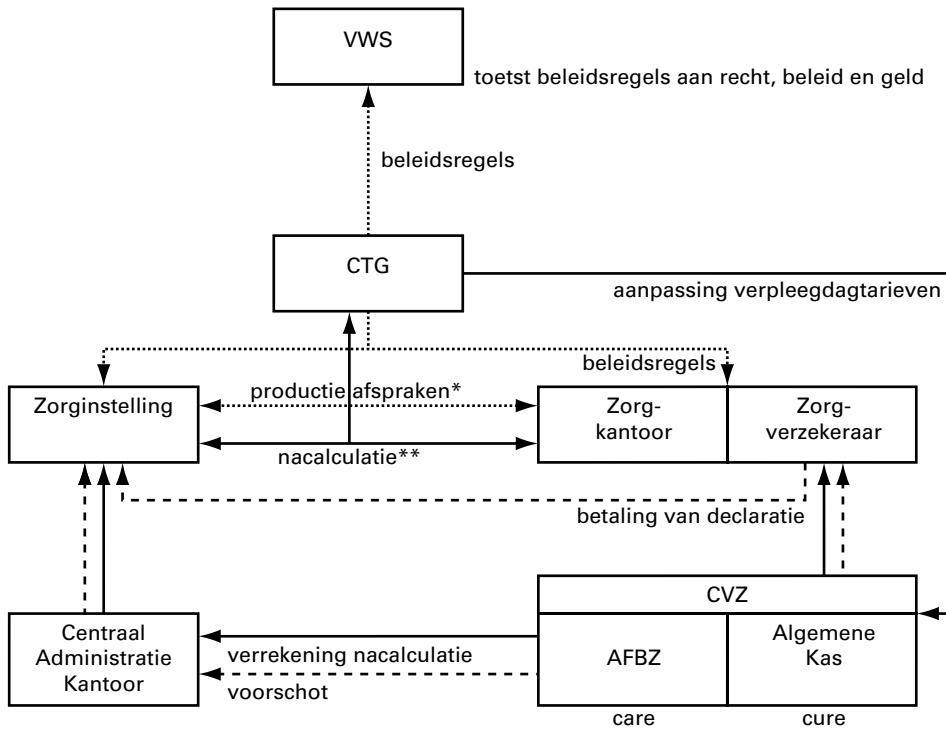 VWS
toetst beleidsregels aan recht, beleid en geld
beleidsregels
CTG
aanpassing verpleegdagtarieven
beleidsregels
productie afspraken*
Zorginstelling
Zorg-
kantoor
Zorg-
verzekeraar
nacalculatie**
betaling van declaratie
CVZ
Centraal
Administratie
Kantoor
verrekening nacalculatie
voorschot
AFBZ
Algemene
Kas
care
cure